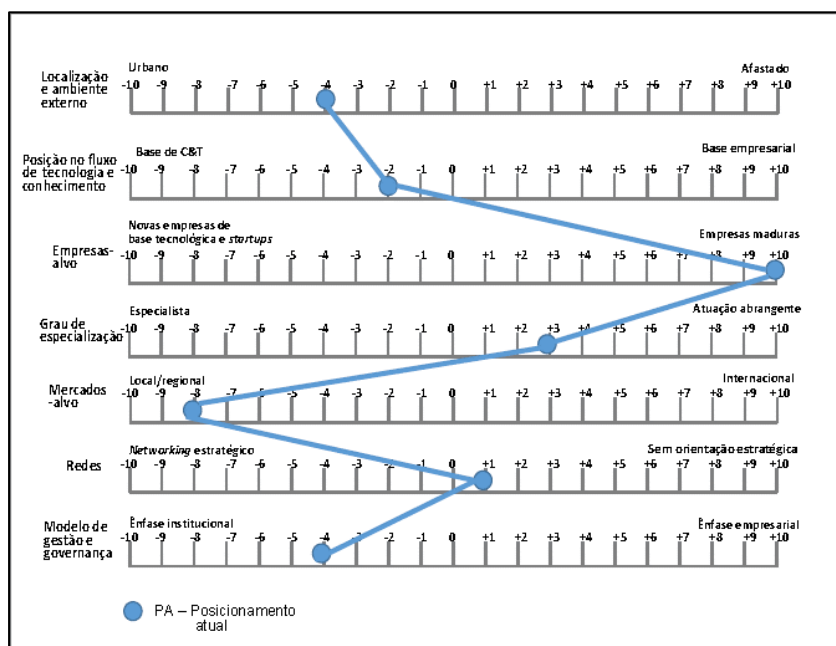 Urbano
Afastado
Localização
e ambiente
externo
-10 -9 -8 -7 -6 -5 -4 -3 -2 -1 0 +1 +2 +3 +4 +5 +6 +7 +8 +9 +10
Base de C&T
Base empresarial
Posição no fluxo
de tecnologia e
conhecimento
-10 -9 -8 -7 -6 -5 -4 -3 -2 -1 0 +1 +2 +3 +4 +5 +6 +7 +8 +9 +10
Novas empresas de
base tecnológica e startups
Empresas maduras
Empresas-
alvo
-10 -9 -8 -7 -6 -5 -4 -3 -2 -1 0 +1 +2 +3 +4 +5 +6 +7 +8 +9 +10
Especialista
Atuação abrangente
Grau de
especialização
-10 -9 -8 -7 -6 -5 -4 -3 -2 -1 0 +1 +2 +3 +4 +5 +6 +7 +8 +9 +10
Local/regional
Internacional
Mercados
-alvo
-10 -9 -8 -7 -6 -5 -4 -3 -2 -1 0 +1 +2 +3 +4 +5 +6 +7 +8 +9 +10
Networking estratégico
Sem orientação estratégica
Redes
-10 -9 -8 -7 -6 -5 -4 -3 -2 -1 0 +1 +2 +3 +4 +5 +6 +7 +8 +9 +10
Ênfase institucional
Ênfase empresarial
Modelo de
gestão e
governança
-10 -9 -8 -7 -6 -5 -4 -3 -2 -1 0 +1 +2 +3 +4 +5 +6 +7 +8 +9 +10
PA – Posicionamento
atual